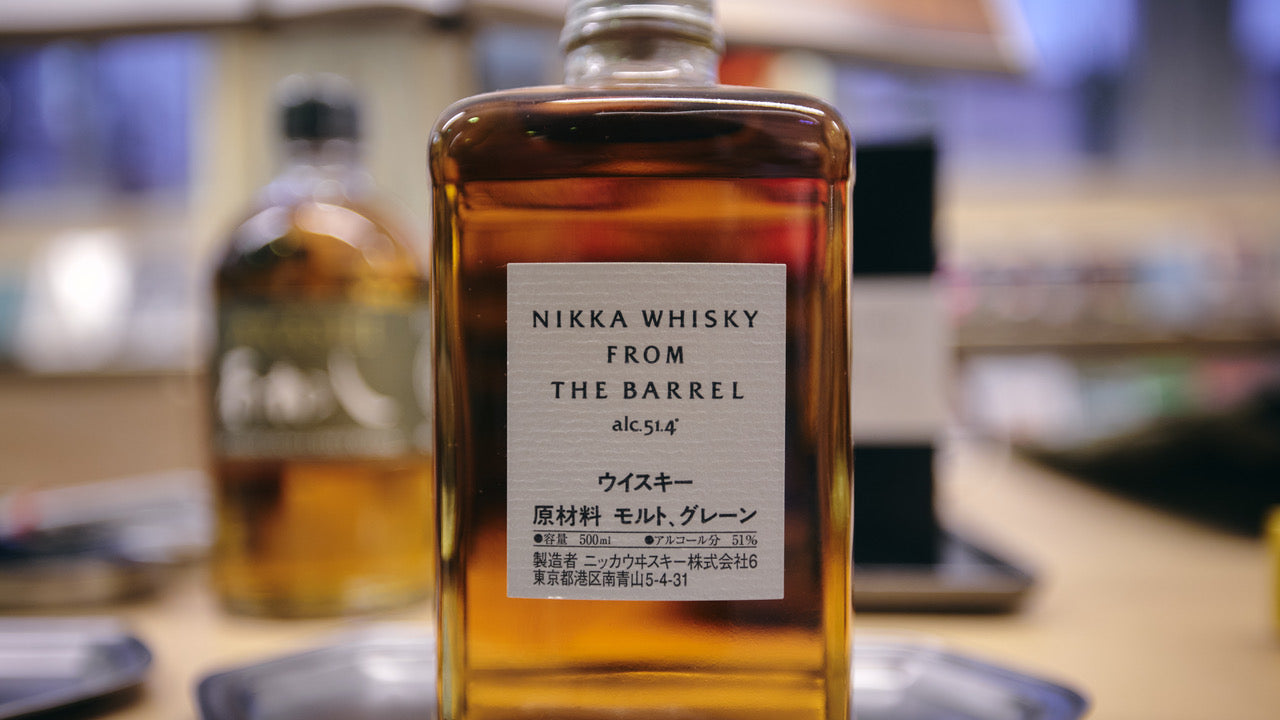 NIKKA WHISKY
FROM
THE BARREL
alc.51.4°
ウイスキー
原材料 モルト、グレーン
●容量 500ml ●アルコール分 51%
製造者 ニッカウヰスキー株式会社6
東京都港区南青山5-4-31